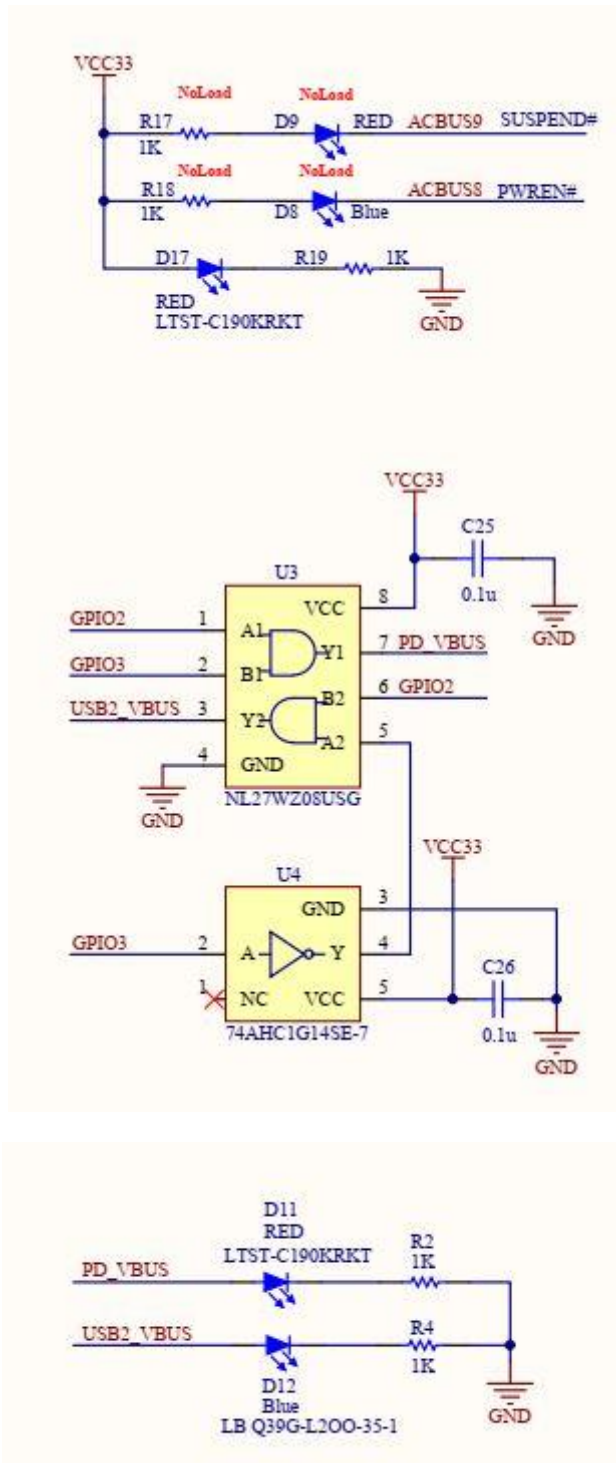 VCC33
NoLoad NoLoad
R17 D9 RED ACBUS9 SUSPEND#
1K
NoLoad NoLoad
R18 ACBUS8 PWREN#
1K D8 Blue
D17 R19 1K
RED
LTST-C190KRKT
GND
VCC33
C25
U3
0.1u
VCC 8
GND
GPIO2 1 A1
Y1 7 PD_VBUS
GPIO3 2 B1
B2 6 GPIO2
USB2_VBUS 3 Y2
A2 5
4 GND
GND
NL27WZ08USG
VCC33
U4
GND 3
GPIO3 2 A Y 4
C26
1 NC VCC 5
0.1u
74AHC1G14SE-7
GND
D11
RED
LTST-C190KRKT
R2
1K
PD_VBUS
USB2_VBUS
R4
1K
D12
Blue
LB Q39G-L2OO-35-1
GND